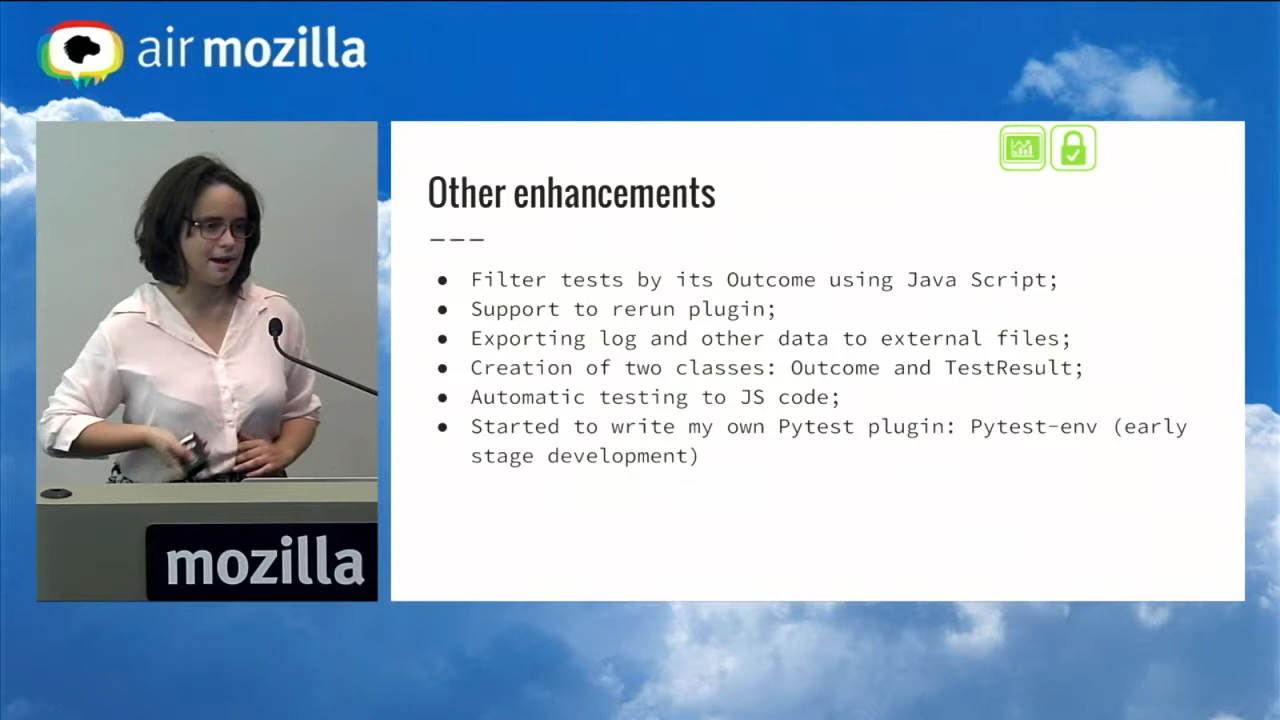 air mozilla
Other enhancements
Filter tests by its Outcome using Java Script;
Support to rerun plugin;
Exporting log and other data to external files;
Creation of two classes: Outcome and TestResult;
Automatic testing to JS code;
Started to write my own Pytest plugin: Pytest-env (early
stage development)
mozilla